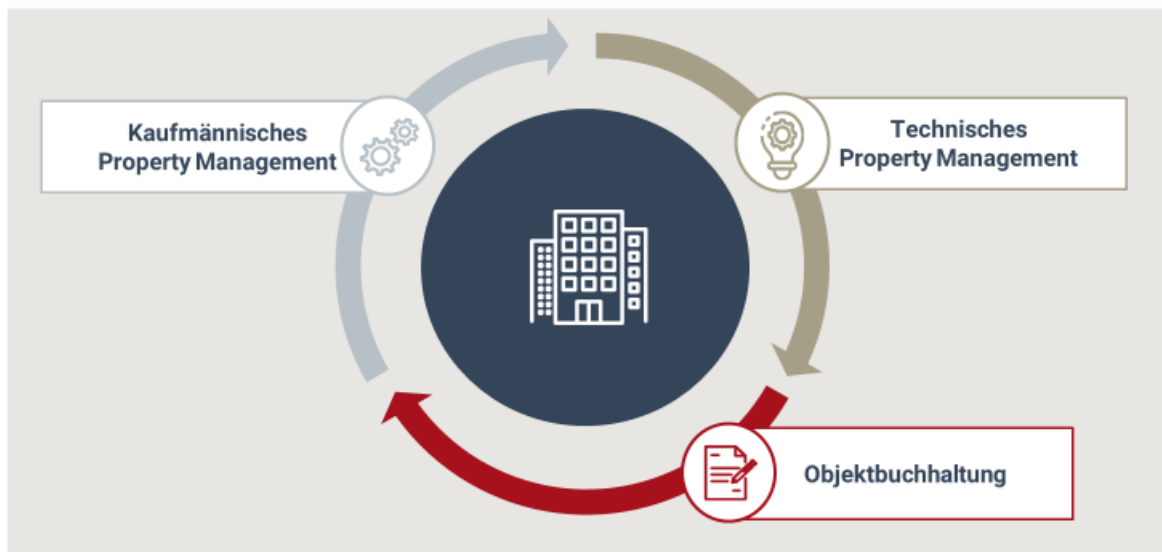 Kaufmännisches
Property Management
Technisches
Property Management
Objektbuchhaltung